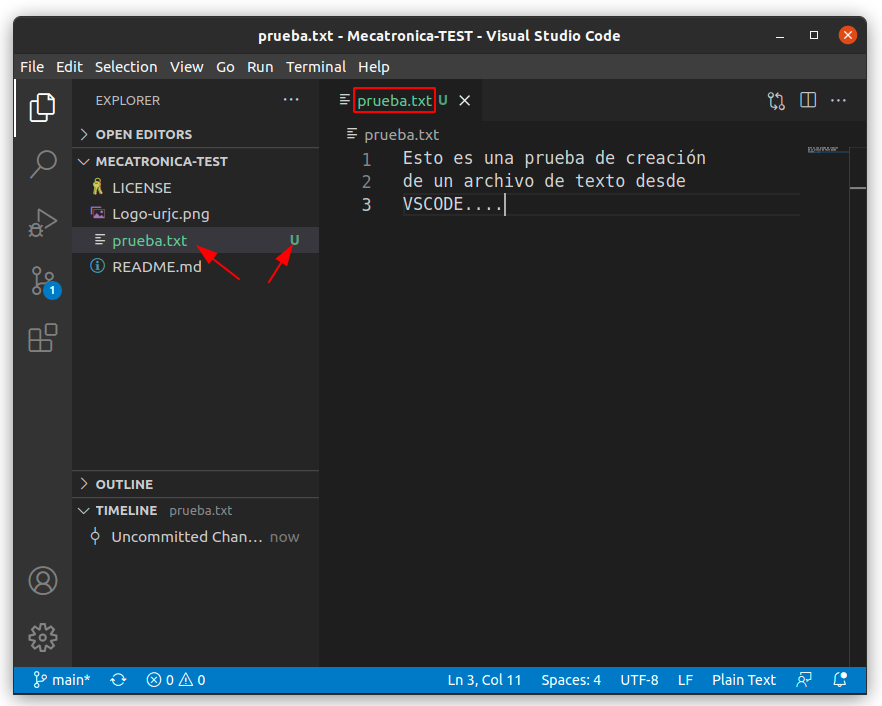 prueba.txt - Mecatronica-TEST - Visual Studio Code
File Edit Selection View Go Run Terminal Help
EXPLORER
OPEN EDITORS
MECATRONICA-TEST
LICENSE
Logo-urjc.png
prueba.txt U
README.md
1
OUTLINE
TIMELINE prueba.txt
Uncommitted Chan... now
prueba.txt U
prueba.txt
1 Esto es una prueba de creación
2 de un archivo de texto desde
3 VSCODE....
main* 0 0 Ln 3, Col 11 Spaces: 4 UTF-8 LF Plain Text